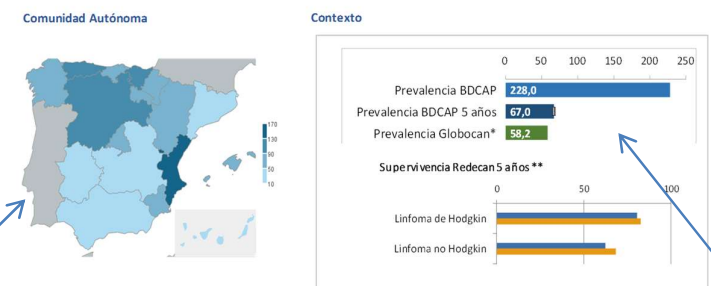 Comunidad Autónoma
170
130
90
50
10
Contexto
0 50 100 150 200 250
Prevalencia BDCAP 228,0
Prevalencia BDCAP 5 años 67,0
Prevalencia Globocan* 58,2
Supervivencia Redecan 5 años **
0 50 100
Linfoma de Hodgkin
Linfoma no Hodgkin